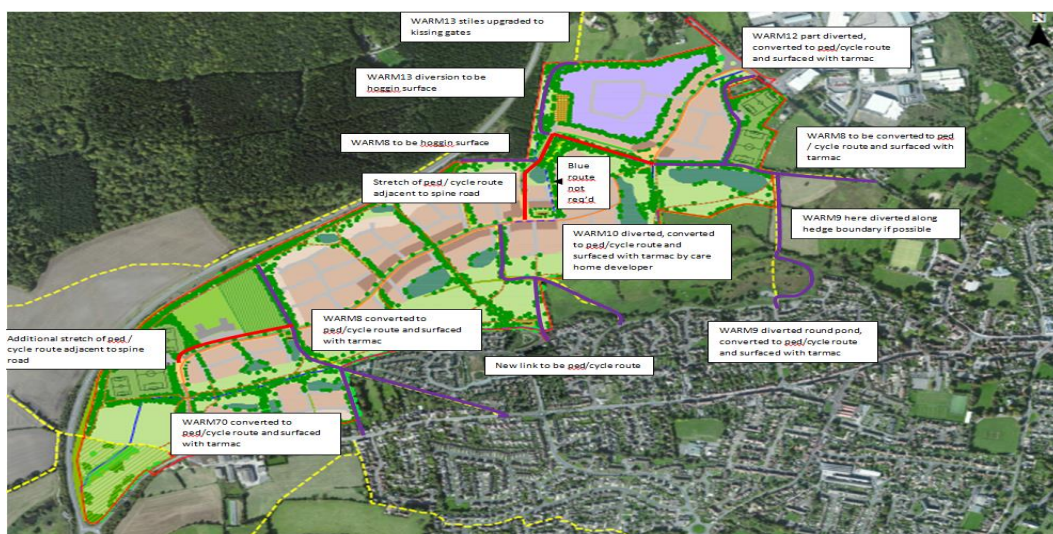 WARM13 stiles upgraded to
kissing gates
N
WARM12 part diverted,
converted to ped/cycle route
and surfaced with tarmac
WARM13 diversion to be
hoggin surface
WARM8 to be hoggin surface
WARM8 to be converted to ped
/ cycle route and surfaced with
tarmac
Blue
route
not
req'd
Stretch of ped / cycle route
adjacent to spine road
WARM9 here diverted along
hedge boundary if possible
WARM10 diverted, converted
to ped/cycle route and
surfaced with tarmac by care
home developer
WARM8 converted to
ped/cycle route and surfaced
with tarmac
Additional stretch of ped /
cycle route adjacent to spine
road
WARM9 diverted round pond,
converted to ped/cycle route
and surfaced with tarmac
New link to be ped/cycle route
WARM70 converted to
ped/cycle route and surfaced
with tarmac